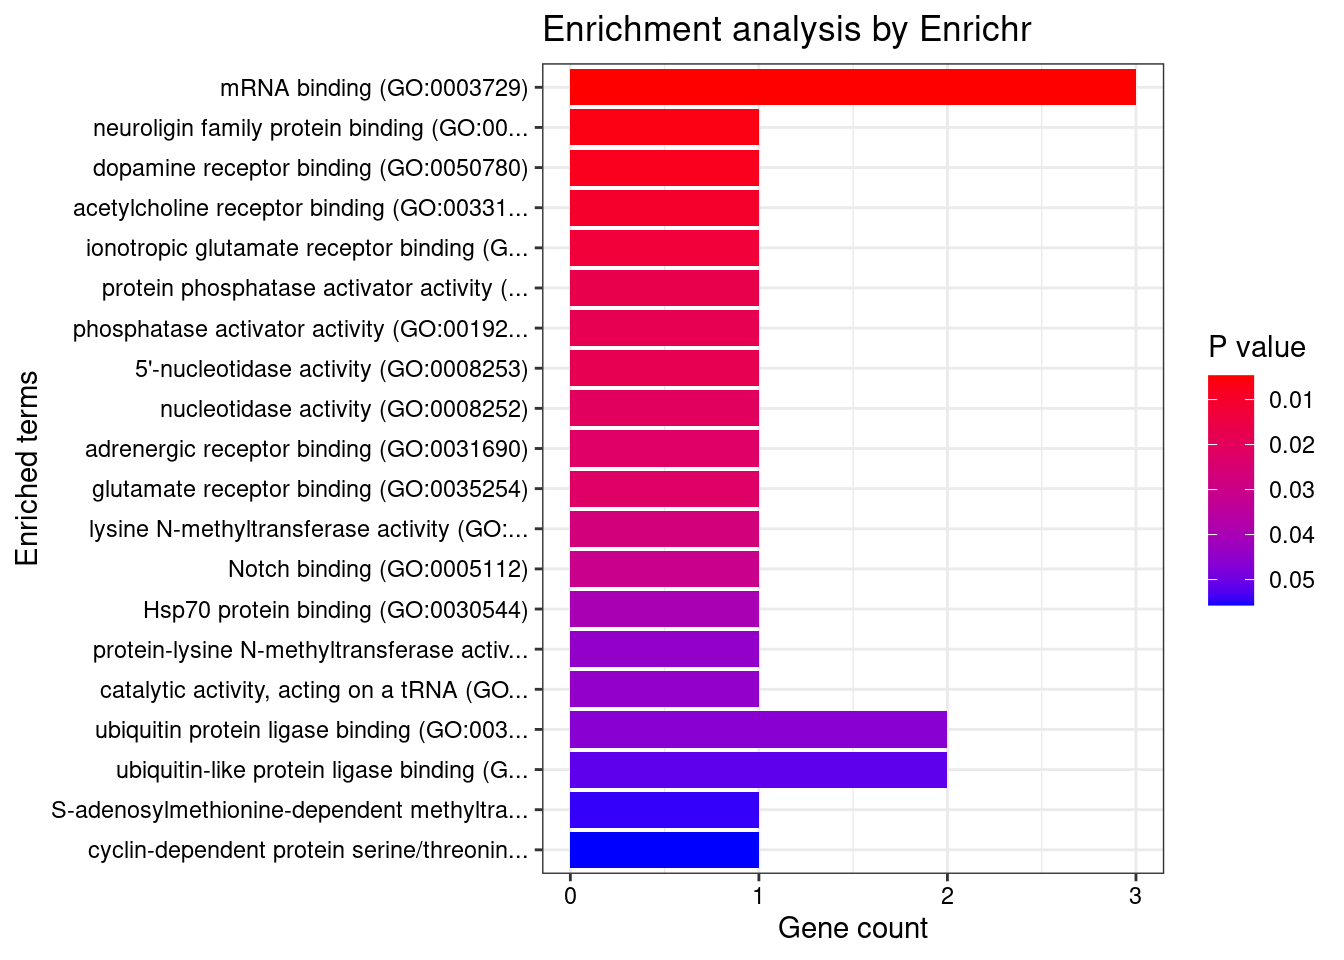 Enrichment analysis by Enrichr
mRNA binding (GO:0003729)
neuroligin family protein binding (GO:00...
dopamine receptor binding (GO:0050780)
acetylcholine receptor binding (GO:00331...
ionotropic glutamate receptor binding (G...
protein phosphatase activator activity (...
phosphatase activator activity (GO:00192...
5'-nucleotidase activity (GO:0008253)
nucleotidase activity (GO:0008252)
adrenergic receptor binding (GO:0031690)
glutamate receptor binding (GO:0035254)
lysine N-methyltransferase activity (GO:...
Notch binding (GO:0005112)
Hsp70 protein binding (GO:0030544)
protein-lysine N-methyltransferase activ...
catalytic activity, acting on a tRNA (GO...
ubiquitin protein ligase binding (GO:003...
ubiquitin-like protein ligase binding (G...
S-adenosylmethionine-dependent methyltra...
cyclin-dependent protein serine/threonin...
Enriched terms
0 1 2 3
Gene count
P value
0.01
0.02
0.03
0.04
0.05